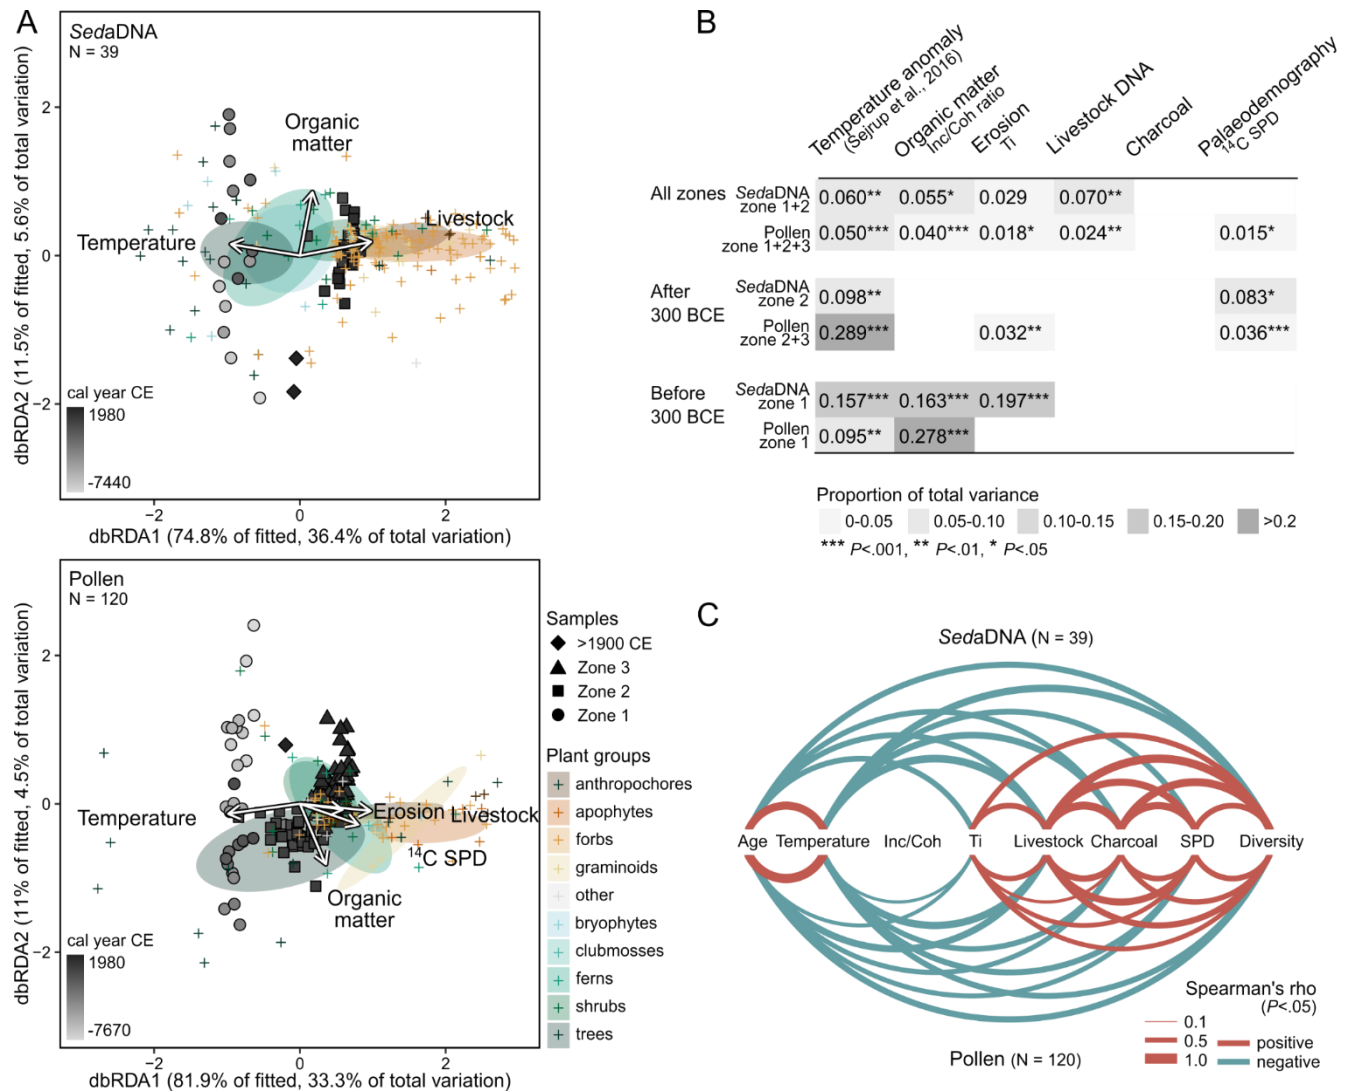 A
SedaDNA
N = 39
Organic
matter
Livestock
Temperature
cal year CE
1980
-7440
2
0
−2
−2
0
2
dbRDA2 (11.5% of fitted, 5.6% of total variation)
dbRDA1 (74.8% of fitted, 36.4% of total variation)
Pollen
N = 120
Temperature
Erosion
Livestock
14C SPD
Organic
matter
cal year CE
1980
-7670
2
0
−2
−2
0
2
dbRDA2 (11% of fitted, 4.5% of total variation)
dbRDA1 (81.9% of fitted, 33.3% of total variation)
Samples
>1900 CE
Zone 3
Zone 2
Zone 1
Plant groups
anthropochores
apophytes
forbs
graminoids
other
bryophytes
clubmosses
ferns
shrubs
trees
B
Temperature anomaly
(Sejrup et al., 2016)
Organic matter
Inc/Coh ratio
Erosion
Ti
Livestock DNA
Charcoal
Palaeodemography
14C SPD
All zones
SedaDNA
zone 1+2
0.060** 0.055* 0.029 0.070**
Pollen
zone 1+2+3
0.050*** 0.040*** 0.018* 0.024** 0.015*
After
300 BCE
SedaDNA
zone 2
0.098** 0.083*
Pollen
zone 2+3
0.289*** 0.032** 0.036***
Before
300 BCE
SedaDNA
zone 1
0.157*** 0.163*** 0.197***
Pollen
zone 1
0.095** 0.278***
Proportion of total variance
0-0.05 0.05-0.10 0.10-0.15 0.15-0.20 >0.2
*** P<.001, ** P<.01, * P<.05
C
SedaDNA (N = 39)
Age Temperature Inc/Coh Ti Livestock Charcoal SPD Diversity
Pollen (N = 120)
Spearman's rho
(P<.05)
0.1
0.5 positive
1.0 negative